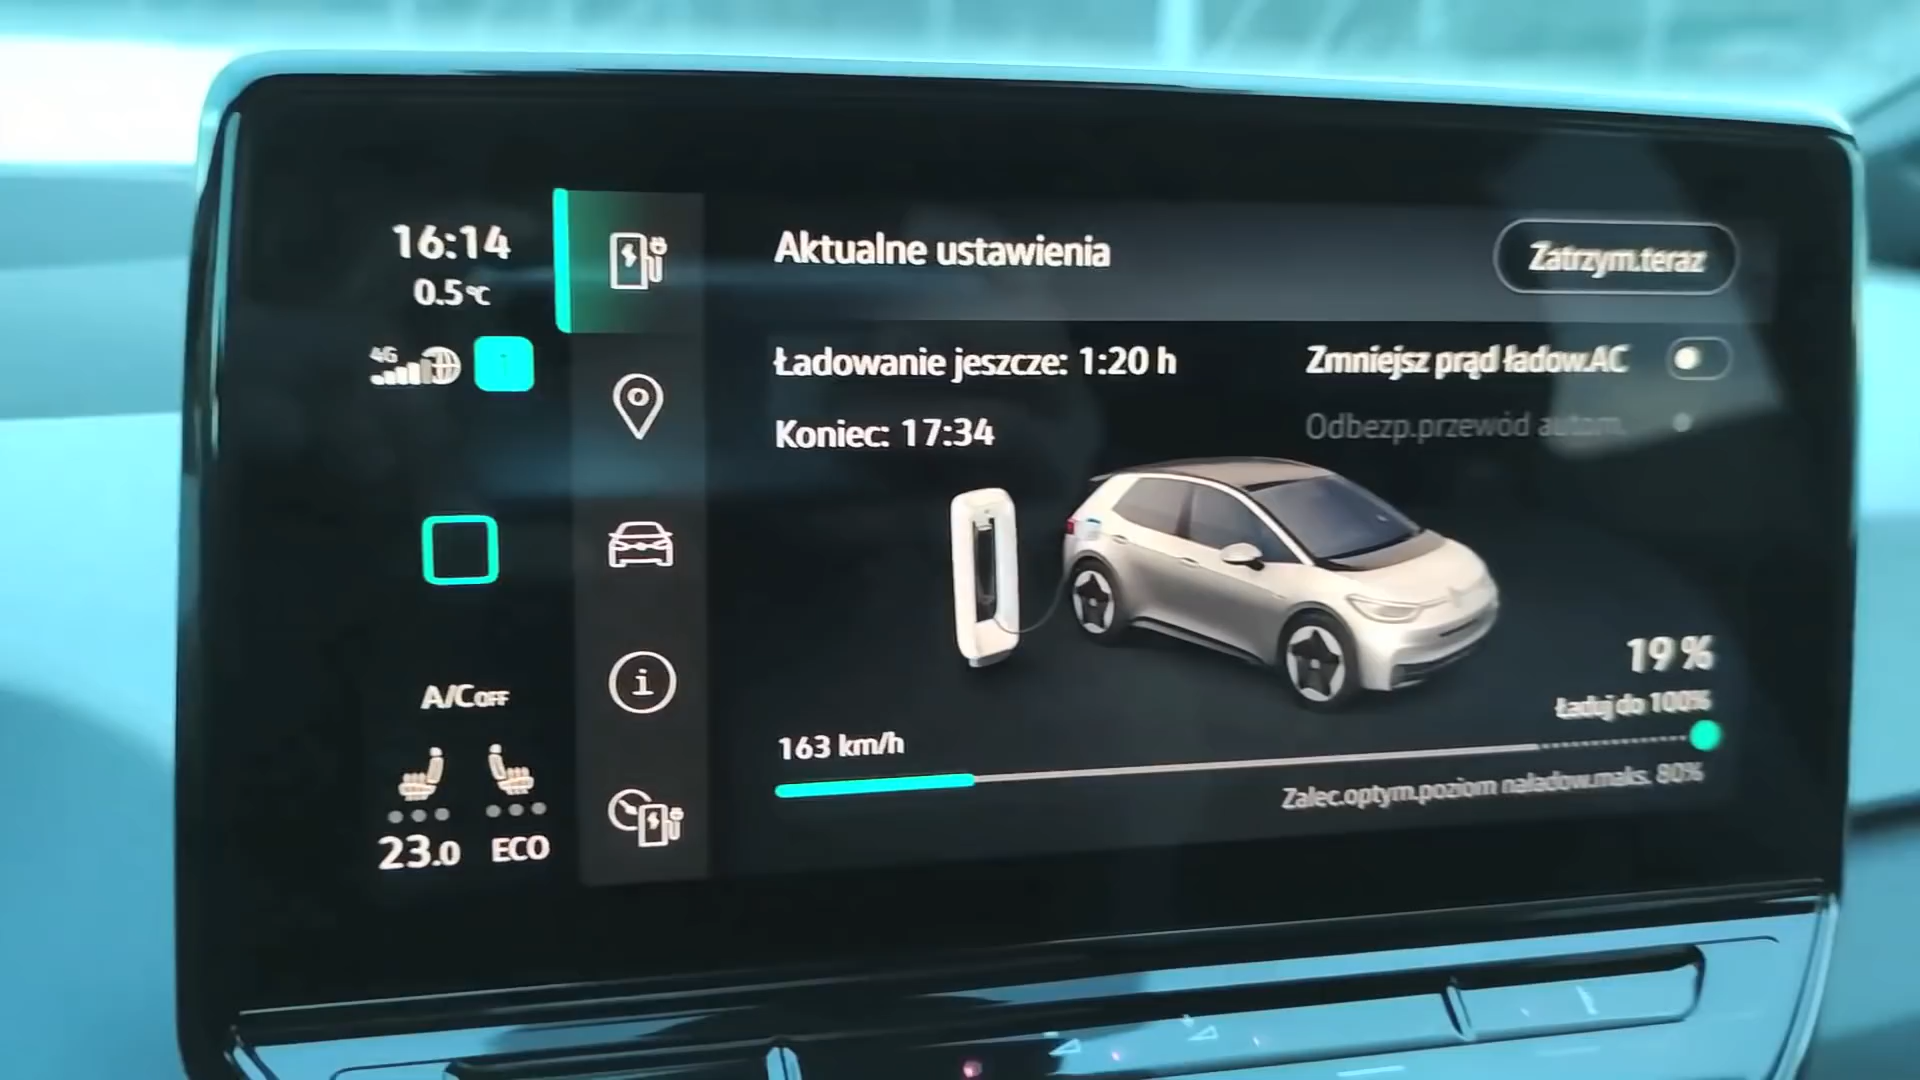 16:14
0.5°C
4G
A/C OFF
23.0 ECO
Aktualne ustawienia
Zatrzym.teraz
Ładowanie jeszcze: 1:20 h
Zmniejsz prąd ładow.AC
Koniec: 17:34
Odbezp.przewód autom.
19 %
Ładuj do 100%
163 km/h
Zalec.optym.poziom naładow.maks. 80%